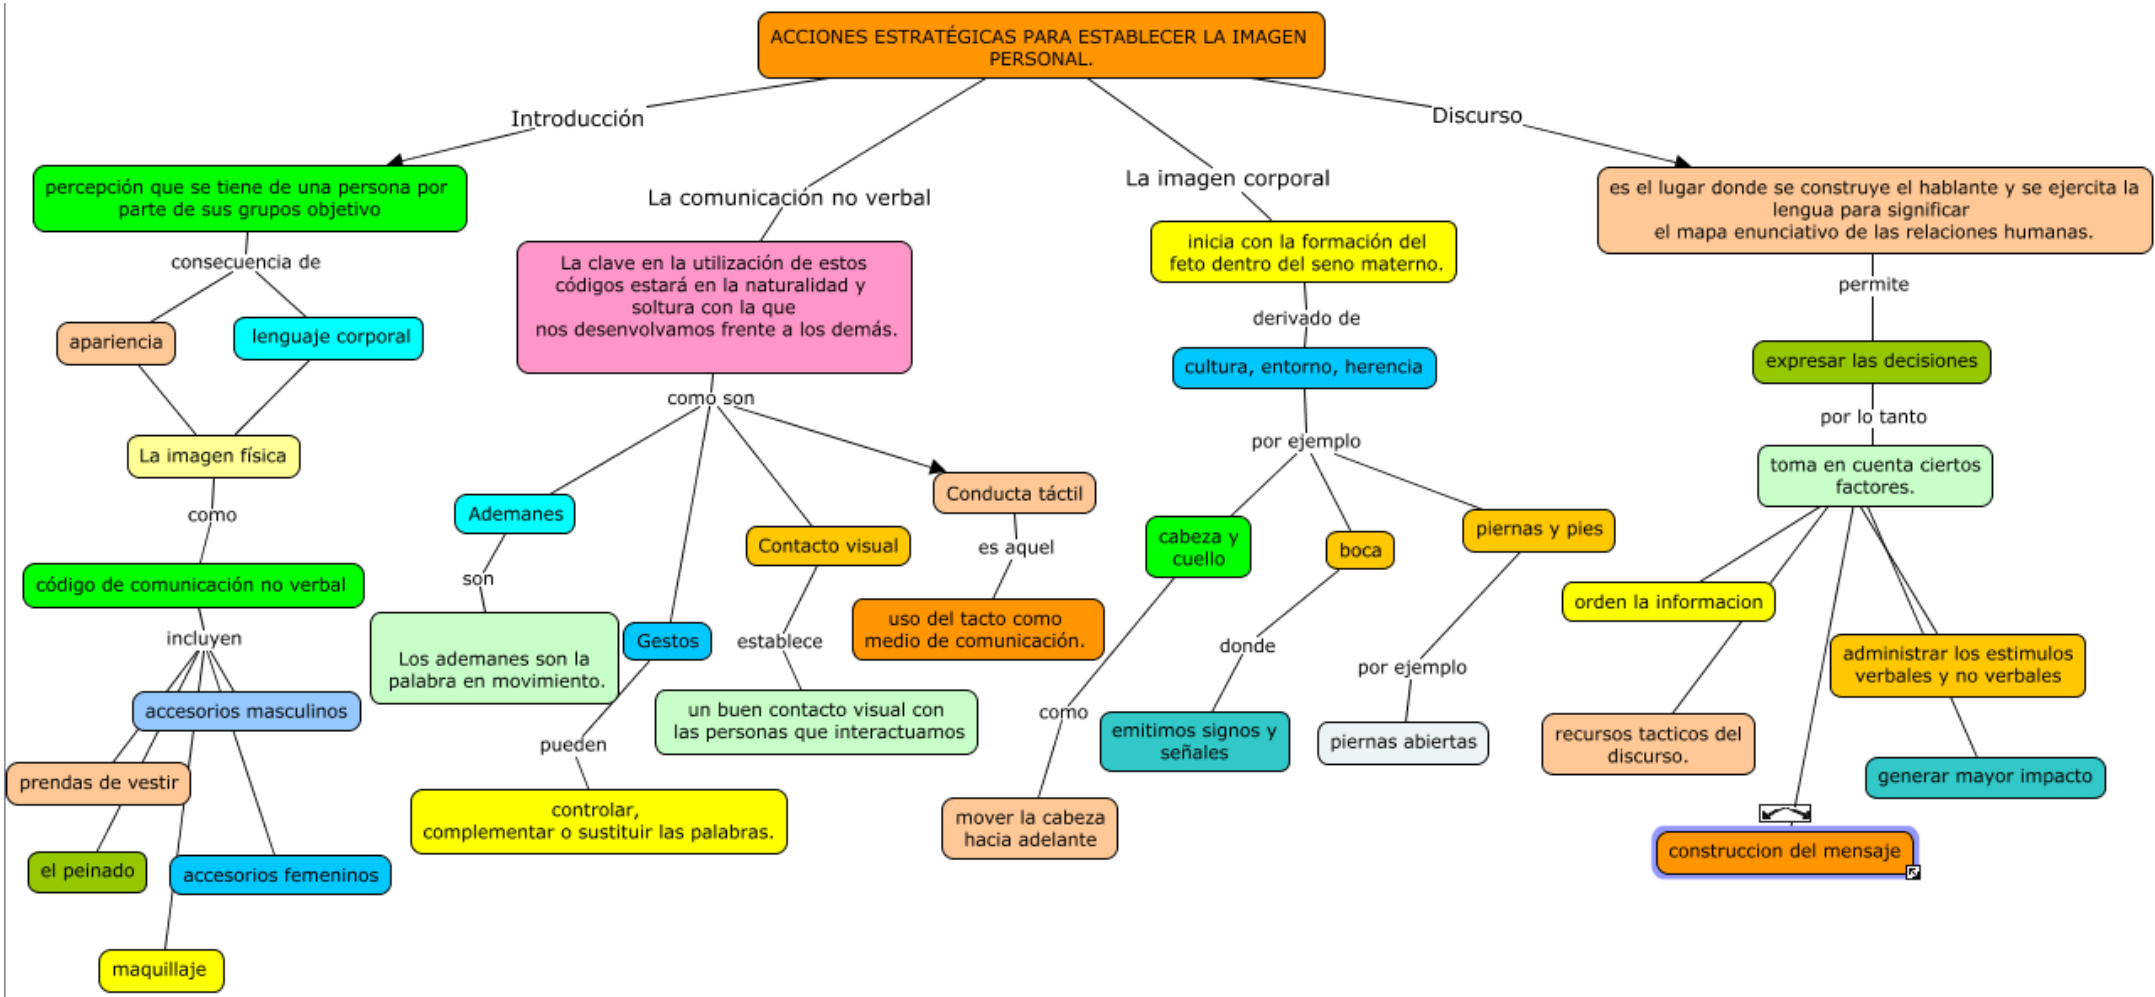 ACCIONES ESTRATÉGICAS PARA ESTABLECER LA IMAGEN
PERSONAL.
Introducción
percepción que se tiene de una persona por
parte de sus grupos objetivo
consecuencia de
apariencia
lenguaje corporal
La imagen física
como
código de comunicación no verbal
incluyen
accesorios masculinos
prendas de vestir
el peinado
accesorios femeninos
maquillaje
La comunicación no verbal
La clave en la utilización de estos
códigos estará en la naturalidad y
soltura con la que
nos desenvolvamos frente a los demás.
como son
Ademanes
son
Los ademanes son la
palabra en movimiento.
Gestos
pueden
controlar,
complementar o sustituir las palabras.
Contacto visual
establece
un buen contacto visual con
las personas que interactuamos
Conducta táctil
es aquel
uso del tacto como
medio de comunicación.
La imagen corporal
inicia con la formación del
feto dentro del seno materno.
derivado de
cultura, entorno, herencia
por ejemplo
cabeza y
cuello
como
mover la cabeza
hacia adelante
boca
donde
emitimos signos y
señales
piernas y pies
por ejemplo
piernas abiertas
Discurso
es el lugar donde se construye el hablante y se ejercita la
lengua para significar
el mapa enunciativo de las relaciones humanas.
permite
expresar las decisiones
por lo tanto
toma en cuenta ciertos
factores.
orden la informacion
recursos tacticos del
discurso.
construccion del mensaje
administrar los estimulos
verbales y no verbales
generar mayor impacto